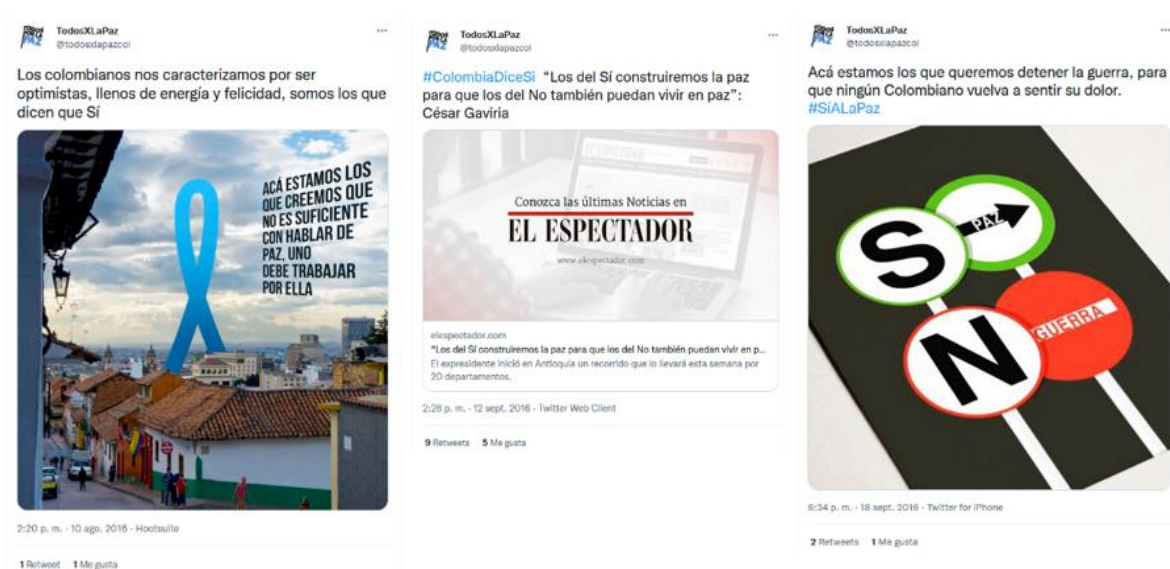 TodosXLaPaz
@todosxlapazcol
Los colombianos nos caracterizamos por ser
optimistas, llenos de energía y felicidad, somos los que
dicen que Sí
ACÁ ESTAMOS LOS
QUE CREEMOS QUE
NO ES SUFICIENTE
CON HABLAR DE
PAZ, UNO
DEBE TRABAJAR
POR ELLA
2:20 p. m. · 10 ago. 2016 · Hootsuite
1 Retweet 1 Me gusta
TodosXLaPaz
@todosxlapazcol
#ColombiaDiceSi "Los del Sí construiremos la paz
para que los del No también puedan vivir en paz":
César Gaviria
EL ESPECTADOR
Conozca las últimas Noticias en
EL ESPECTADOR
www.elespectador.com
elespectador.com
"Los del Sí construiremos la paz para que los del No también puedan vivir en p...
El expresidente inició en Antioquia un recorrido que lo llevará esta semana por
20 departamentos.
2:28 p. m. · 12 sept. 2016 · Twitter Web Client
9 Retweets 5 Me gusta
TodosXLaPaz
@todosxlapazcol
Acá estamos los que queremos detener la guerra, para
que ningún Colombiano vuelva a sentir su dolor.
#SíALaPaz
S
PAZ
N
GUERRA
6:34 p. m. · 18 sept. 2016 · Twitter for iPhone
2 Retweets 1 Me gusta